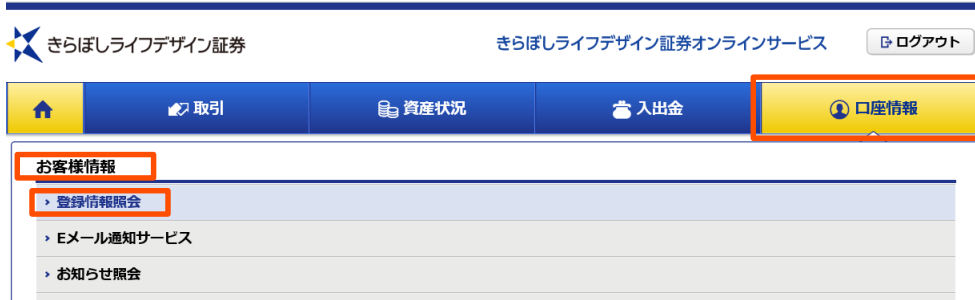 きらぼしライフデザイン証券
きらぼしライフデザイン証券オンラインサービス
ログアウト
取引
資産状況
入出金
口座情報
お客様情報
登録情報照会
Eメール通知サービス
お知らせ照会